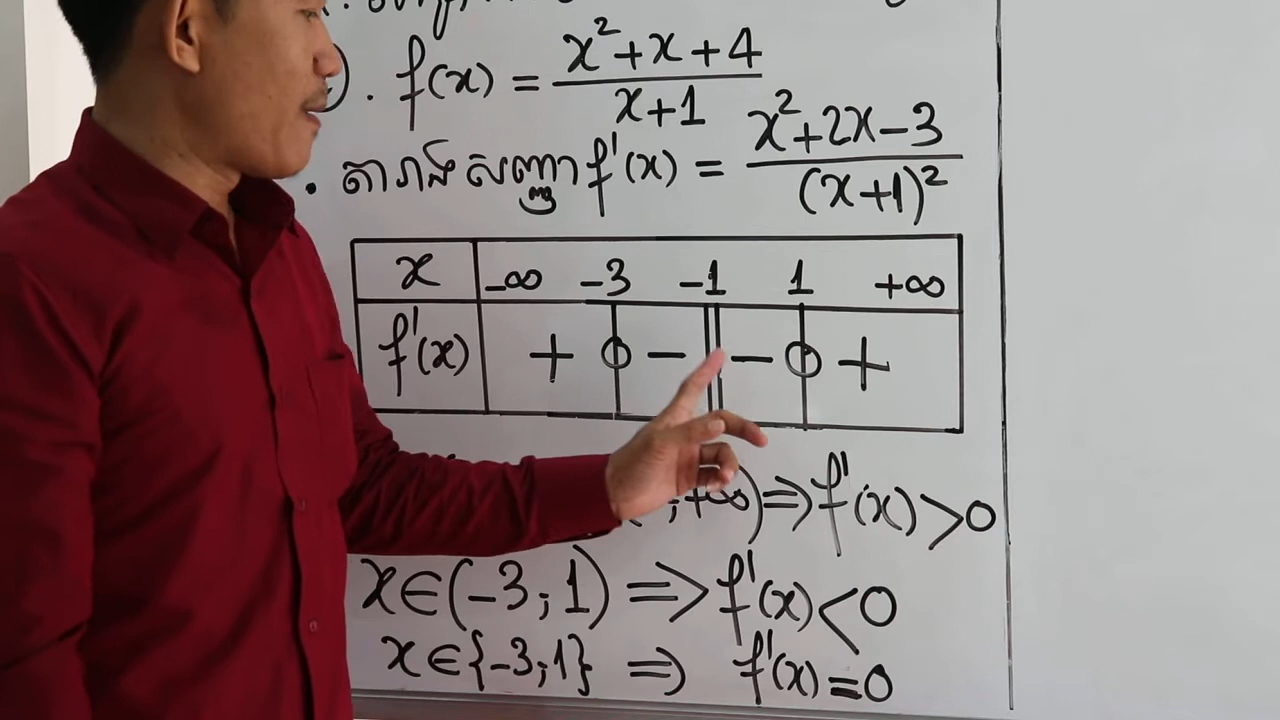 ). f(x) = (x²+x+4)/(x+1)
. តារាងសញ្ញា f'(x) = (x²+2x-3)/(x+1)²
x -∞ -3 -1 1 +∞
f'(x) + 0 - || - 0 +
;+∞) ⇒ f'(x) > 0
x∈(-3;1) ⇒ f'(x) < 0
x∈{-3;1} ⇒ f'(x) = 0